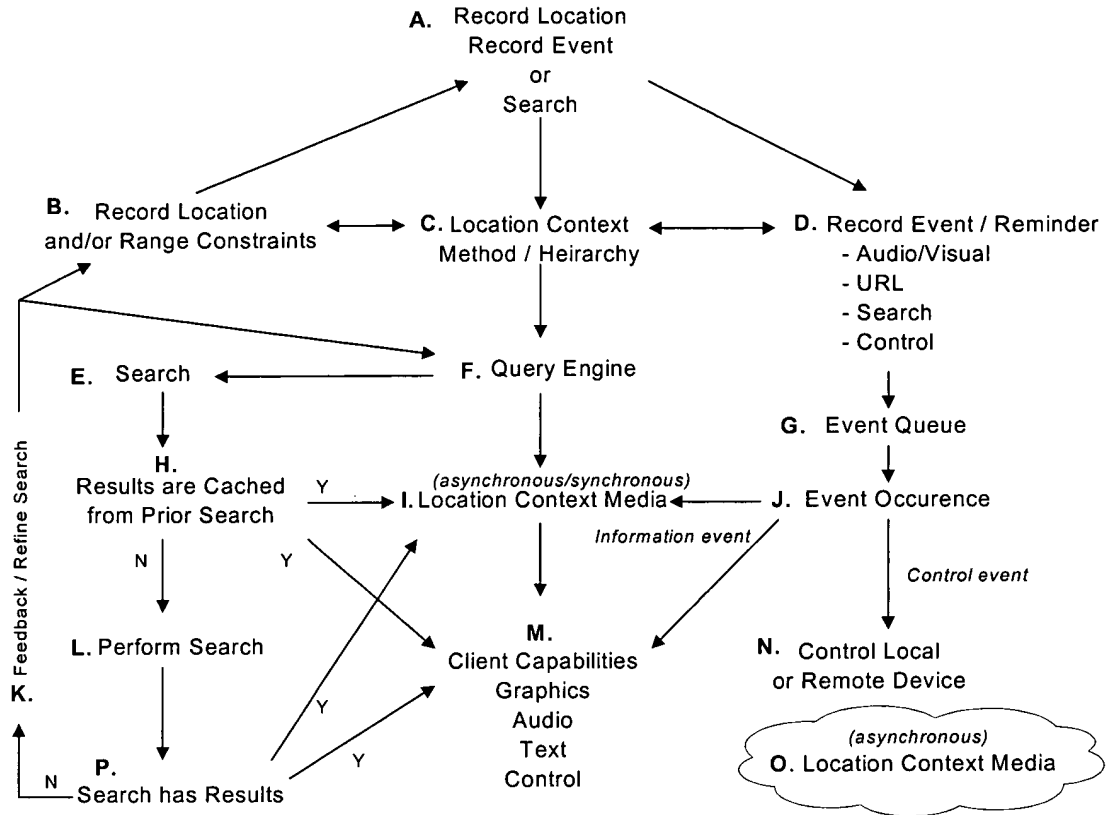 A. Record Location
Record Event
or
Search
B. Record Location
and/or Range Constraints
C. Location Context
Method / Heirarchy
D. Record Event / Reminder
- Audio/Visual
- URL
- Search
- Control
E. Search
F. Query Engine
G. Event Queue
H.
Results are Cached
from Prior Search
Y
(asynchronous/synchronous)
I. Location Context Media
J. Event Occurence
Information event
N
Y
Control event
Feedback / Refine Search
K.
L. Perform Search
M.
Client Capabilities
Graphics
Audio
Text
Control
N. Control Local
or Remote Device
Y
Y
(asynchronous)
O. Location Context Media
P.
Search has Results
N